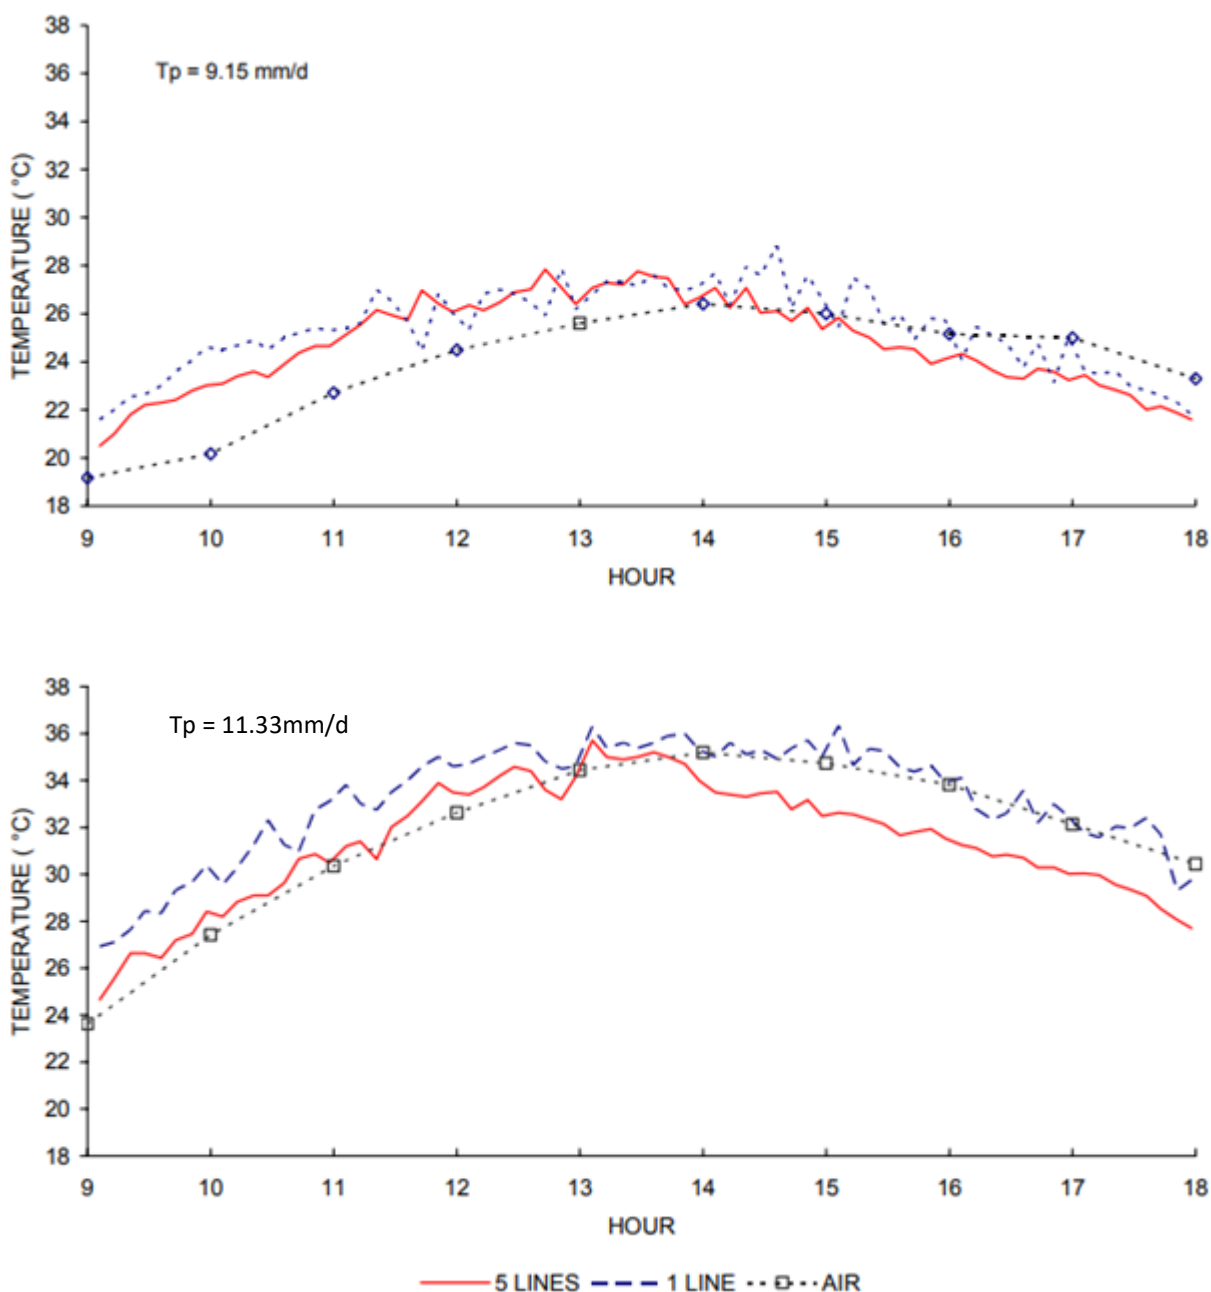 38
36
34
32
30
28
26
24
22
20
18
TEMPERATURE ( °C)
Tp = 9.15 mm/d
9 10 11 12 13 14 15 16 17 18
HOUR
38
36
34
32
30
28
26
24
22
20
18
TEMPERATURE ( °C)
Tp = 11.33mm/d
9 10 11 12 13 14 15 16 17 18
HOUR
5 LINES 1 LINE AIR